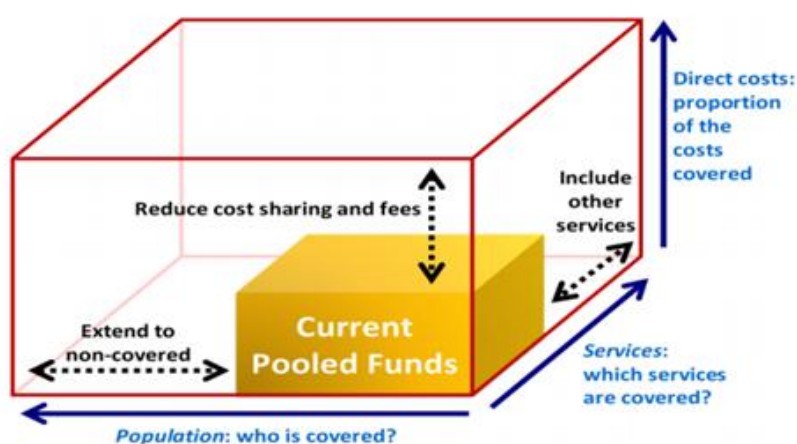 Direct costs:
proportion
of the
costs
covered
Include
other
services
Reduce cost sharing and fees
Extend to
non-covered
Current
Pooled Funds
Services:
which services
are covered?
Population: who is covered?